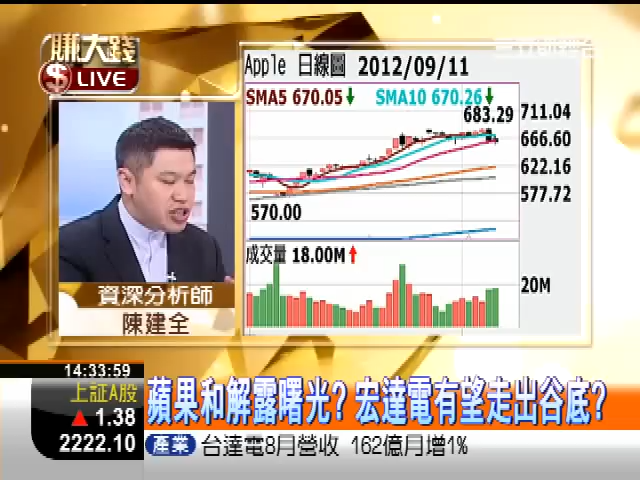 賺大錢
$ LIVE
Apple 日線圖 2012/09/11
SMA5 670.05↓ SMA10 670.26↓
683.29
711.04
666.60
622.16
577.72
570.00
成交量 18.00M↑
20M
資深分析師
陳建全
14:33:59
上証A股
▲ 1.38
2222.10
蘋果和解露曙光?宏達電有望走出谷底?
產業 台達電8月營收 162億月增1%